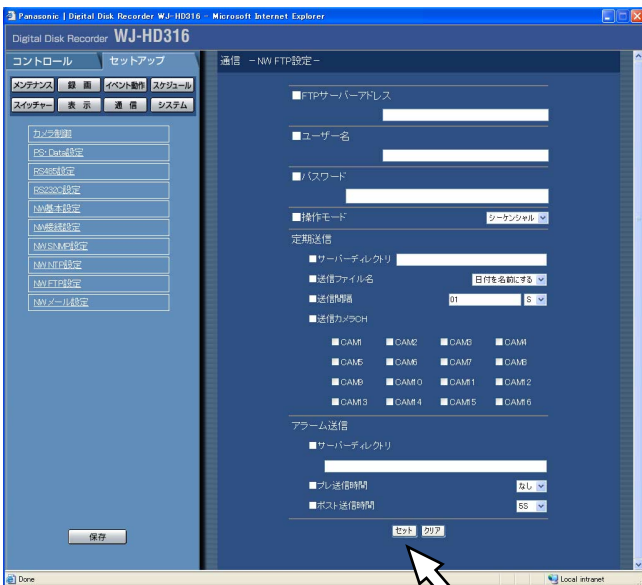 Panasonic | Digital Disk Recorder WJ-HD316 - Microsoft Internet Explorer
Digital Disk Recorder WJ-HD316
コントロール
セットアップ
メンテナンス 録 画 イベント動作 スケジュール
スイッチャー 表 示 通 信 システム
カメラ制御
PS・Data設定
RS485設定
RS232C設定
NW基本設定
NW接続設定
NW SNMP設定
NW NTP設定
NW FTP設定
NW メール設定
保存
通信 －NW FTP設定－
■FTPサーバーアドレス
■ユーザー名
■パスワード
■操作モード シーケンシャル
定期送信
■サーバーディレクトリ
■送信ファイル名 日付を名前にする
■送信間隔 01 S
■送信カメラCH
CAM1 CAM2 CAM3 CAM4
CAM5 CAM6 CAM7 CAM8
CAM9 CAM10 CAM11 CAM12
CAM13 CAM14 CAM15 CAM16
アラーム送信
■サーバーディレクトリ
■プレ送信時間 なし
■ポスト送信時間 5S
セット クリア
Done Local intranet